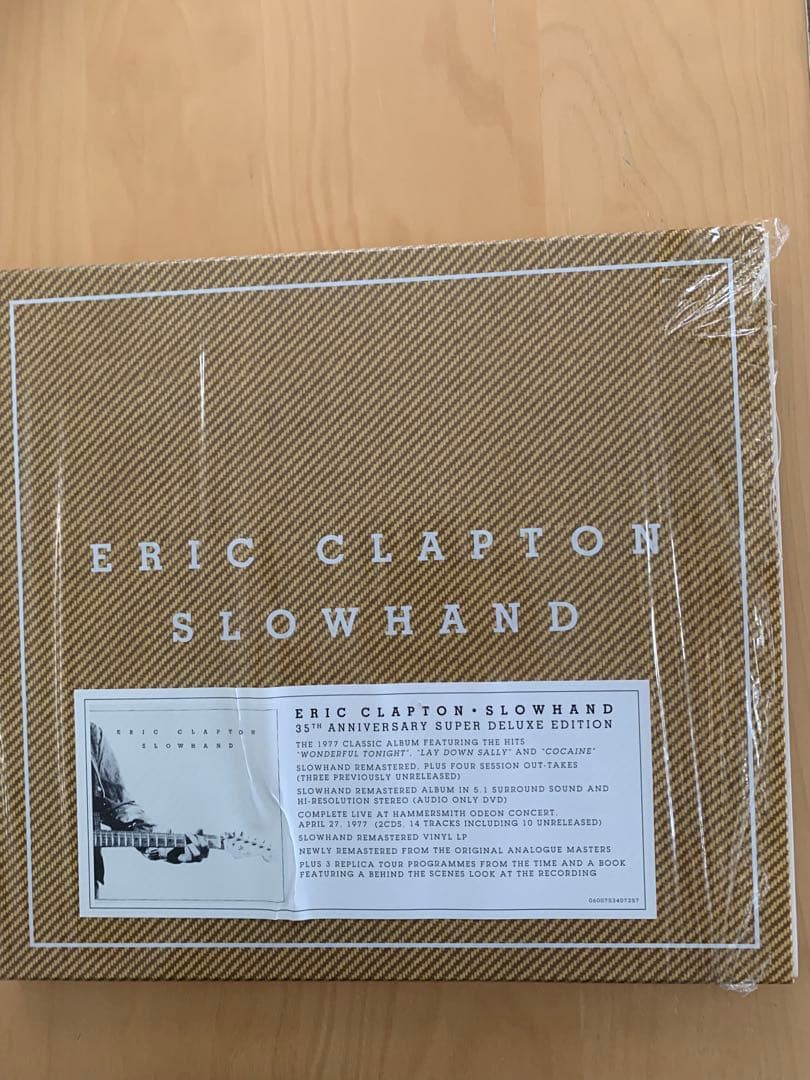 ERIC CLAPTON
SLOWHAND
ERIC CLAPTON
SLOWHAND
ERIC CLAPTON • SLOWHAND
35TH ANNIVERSARY SUPER DELUXE EDITION
THE 1977 CLASSIC ALBUM FEATURING THE HITS
"WONDERFUL TONIGHT", "LAY DOWN SALLY" AND "COCAINE"
SLOWHAND REMASTERED, PLUS FOUR SESSION OUT-TAKES
(THREE PREVIOUSLY UNRELEASED)
SLOWHAND REMASTERED ALBUM IN 5.1 SURROUND SOUND AND
HI-RESOLUTION STEREO (AUDIO ONLY DVD)
COMPLETE LIVE AT HAMMERSMITH ODEON CONCERT,
APRIL 27, 1977 (2CDS, 14 TRACKS INCLUDING 10 UNRELEASED)
SLOWHAND REMASTERED VINYL LP
NEWLY REMASTERED FROM THE ORIGINAL ANALOGUE MASTERS
PLUS 3 REPLICA TOUR PROGRAMMES FROM THE TIME AND A BOOK
FEATURING A BEHIND THE SCENES LOOK AT THE RECORDING
0600753407257